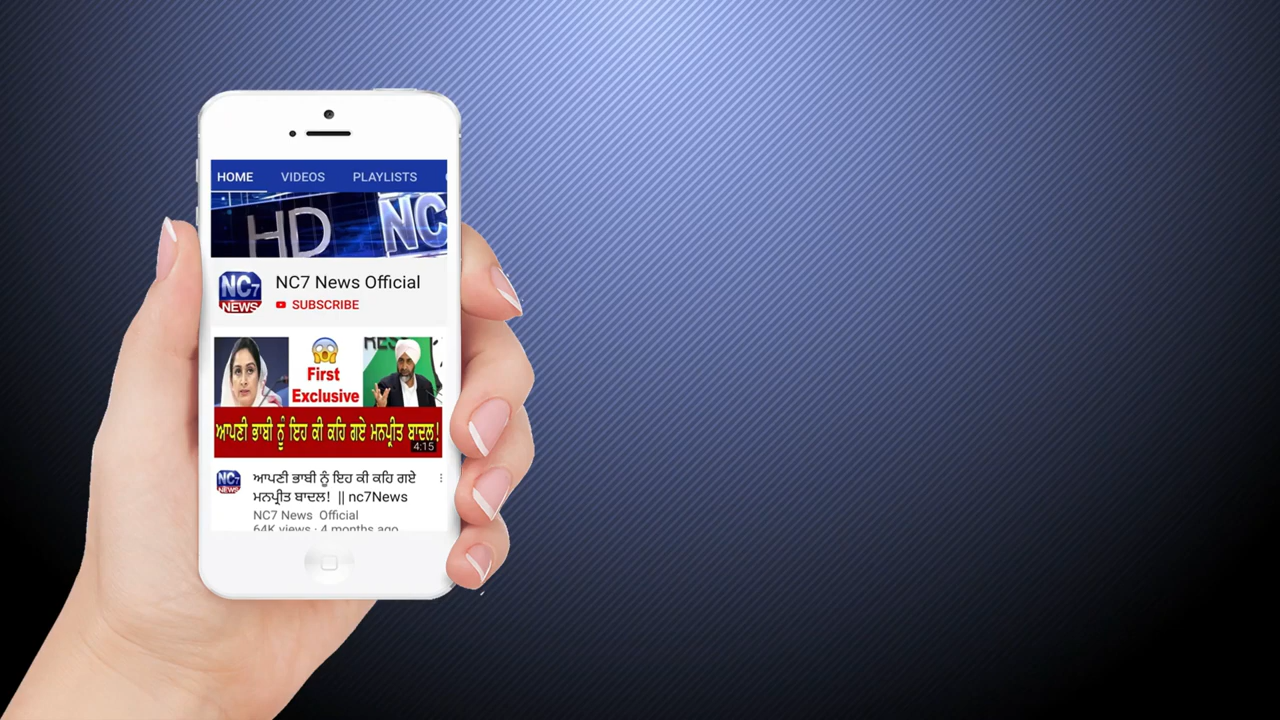 HOME VIDEOS PLAYLISTS
HD NC
NC7 NEWS
NC7 News Official
SUBSCRIBE
First
Exclusive
ਆਪਣੀ ਭਾਬੀ ਨੂੰ ਇਹ ਕੀ ਕਹਿ ਗਏ ਮਨਪ੍ਰੀਤ ਬਾਦਲ!
4:15
NC7 NEWS
ਆਪਣੀ ਭਾਬੀ ਨੂੰ ਇਹ ਕੀ ਕਹਿ ਗਏ
ਮਨਪ੍ਰੀਤ ਬਾਦਲ! || nc7News
NC7 News Official
64K views · 4 months ago